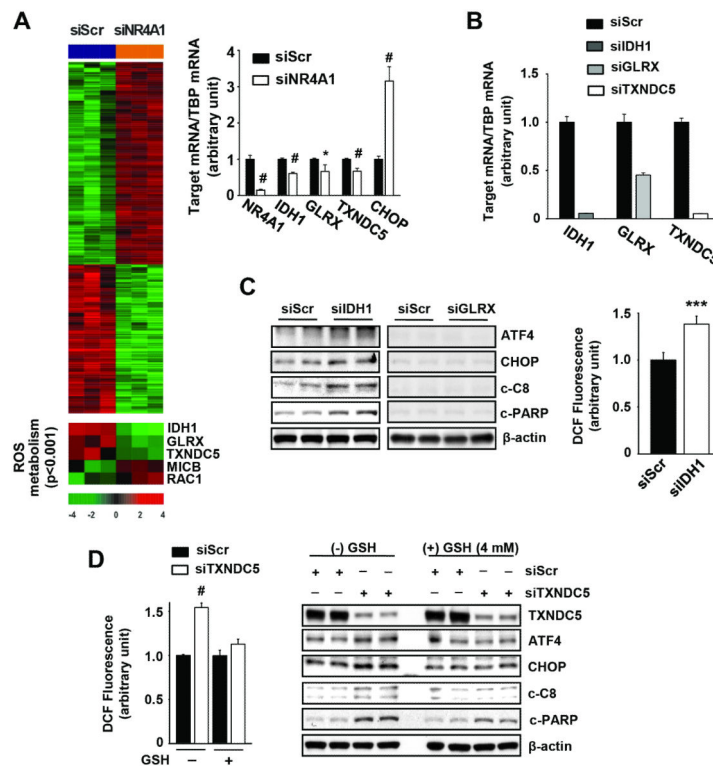 A
siScr siNR4A1
ROS
metabolism
(p<0.001)
IDH1
GLRX
TXNDC5
MICB
RAC1
-4 -2 0 2 4
Target mRNA/TBP mRNA
(arbitrary unit)
siScr
siNR4A1
5
4
3
2
1
0
# # * # #
NR4A1 IDH1 GLRX TXNDC5 CHOP
B
siScr
siIDH1
siGLRX
siTXNDC5
Target mRNA/TBP mRNA
(arbitrary unit)
1.5
1.0
0.5
0
IDH1 GLRX TXNDC5
C
siScr siIDH1 siScr siGLRX
ATF4
CHOP
c-C8
c-PARP
β-actin
DCF Fluorescence
(arbitrary unit)
1.5
1.0
0.5
0
***
siScr siIDH1
D
siScr
siTXNDC5
DCF Fluorescence
(arbitrary unit)
1.5
1.0
0.5
0
#
GSH – +
(-) GSH (+) GSH (4 mM)
+ + – – + + – – siScr
– – + + – – + + siTXNDC5
TXNDC5
ATF4
CHOP
c-C8
c-PARP
β-actin